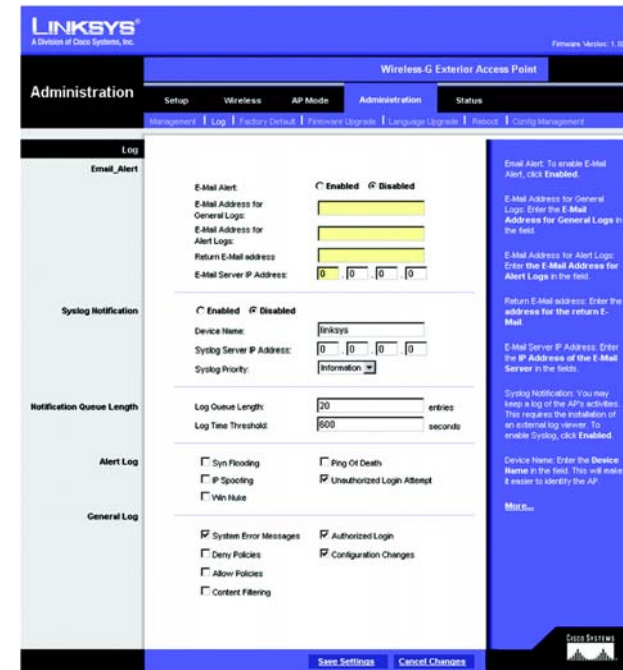 LINKSYS®
A Division of Cisco Systems, Inc.
Firmware Version: 1.10
Wireless-G Exterior Access Point
Administration
Setup Wireless AP Mode Administration Status
Management | Log | Factory Default | Firmware Upgrade | Language Upgrade | Reboot | Config Management
Log
Email_Alert
E-Mail Alert: Enabled Disabled
E-Mail Address for
General Logs:
E-Mail Address for
Alert Logs:
Return E-Mail address
E-Mail Server IP Address: 0 . 0 . 0 . 0
Syslog Notification
Enabled Disabled
Device Name: linksys
Syslog Server IP Address: 0 . 0 . 0 . 0
Syslog Priority: Information
Notification Queue Length
Log Queue Length: 20 entries
Log Time Threshold: 600 seconds
Alert Log
Syn Flooding Ping Of Death
IP Spoofing Unauthorized Login Attempt
Win Nuke
General Log
System Error Messages Authorized Login
Deny Policies Configuration Changes
Allow Policies
Content Filtering
Save Settings Cancel Changes
Email Alert: To enable E-Mail
Alert, click Enabled.
E-Mail Address for General
Logs: Enter the E-Mail
Address for General Logs in
the field.
E-Mail Address for Alert Logs:
Enter the E-Mail Address for
Alert Logs in the field.
Return E-Mail address: Enter the
address for the return E-
Mail.
E-Mail Server IP Address: Enter
the IP Address of the E-Mail
Server in the fields.
Syslog Notification: You may
keep a log of the AP's activities.
This requires the installation of
an external log viewer. To
enable Syslog, click Enabled.
Device Name: Enter the Device
Name in the field. This will make
it easier to identify the AP.
More...
CISCO SYSTEMS